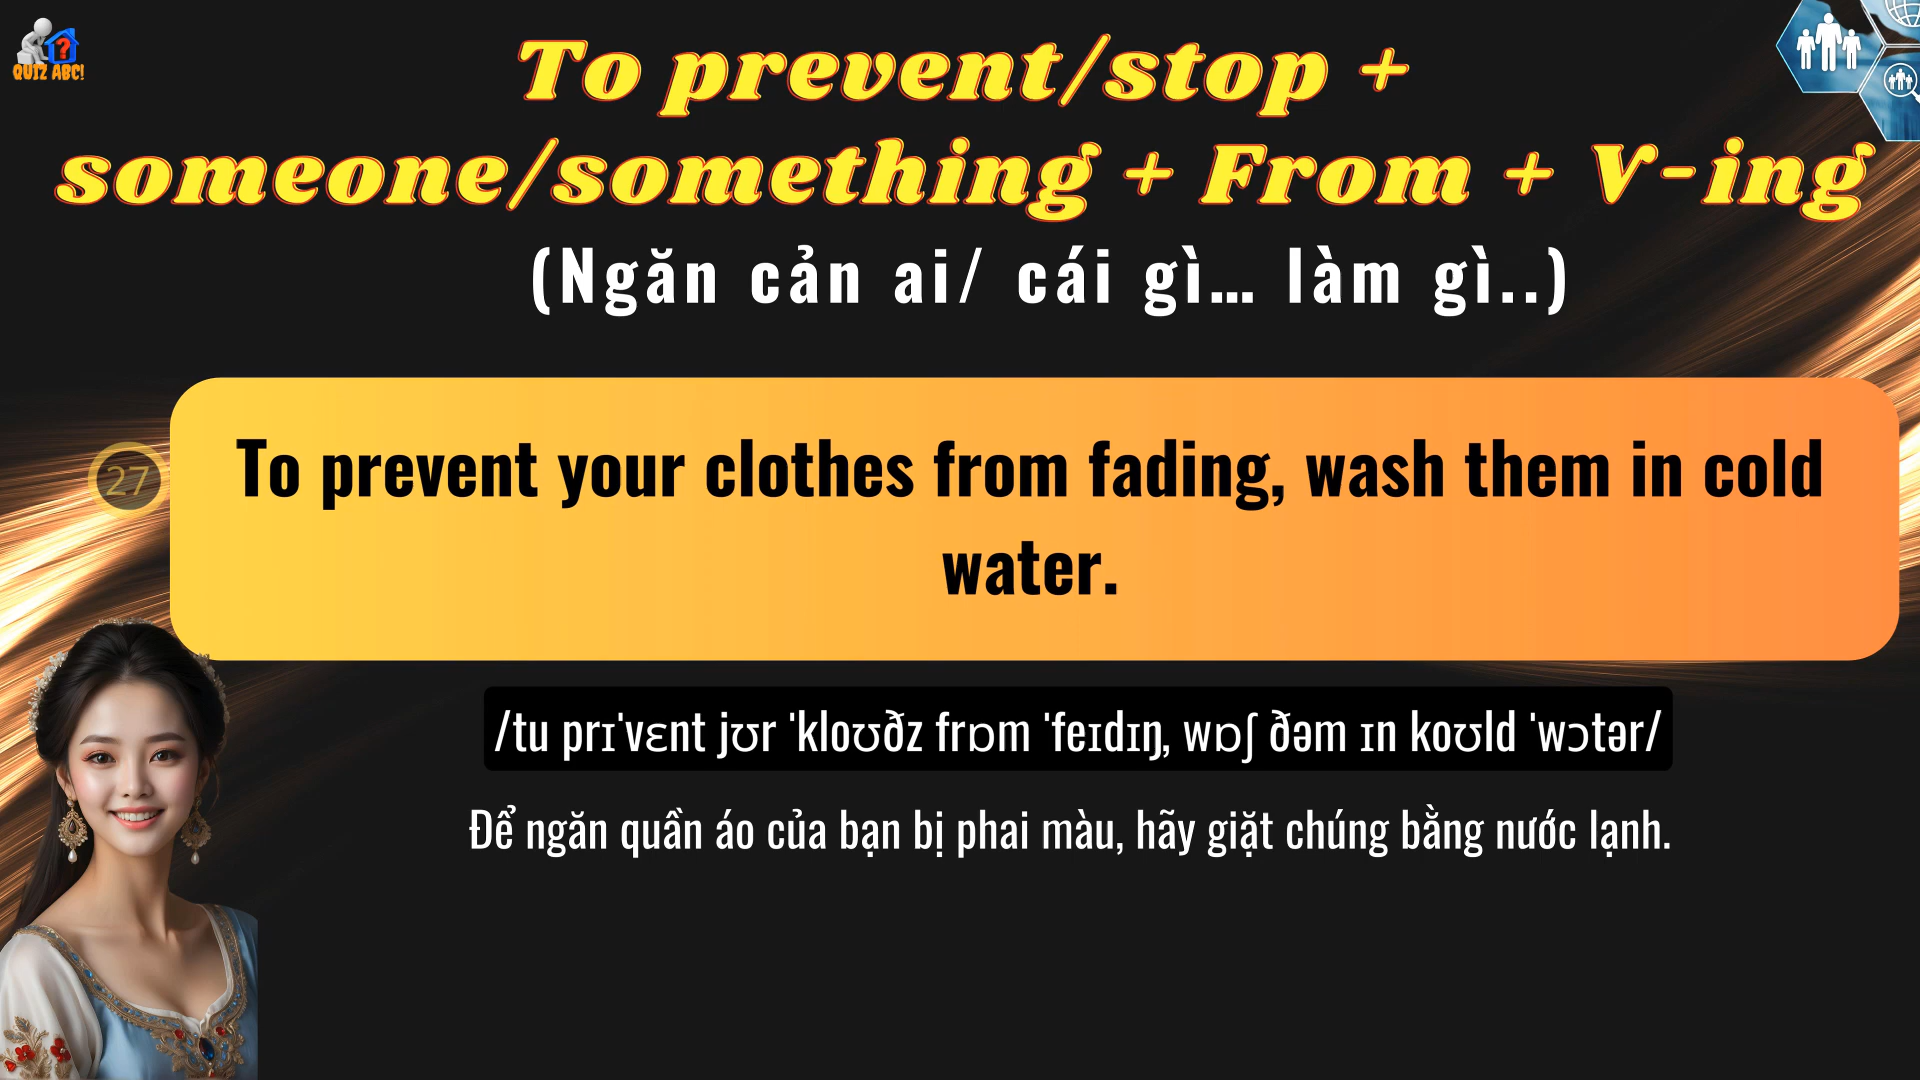 QUIZ ABC!
To prevent/stop +
someone/something + From + V-ing
(Ngăn cản ai/ cái gì... làm gì..)
27
To prevent your clothes from fading, wash them in cold
water.
/tu prɪˈvɛnt jʊr ˈkloʊðz frɒm ˈfeɪdɪŋ, wɒʃ ðəm ɪn koʊld ˈwɔtər/
Để ngăn quần áo của bạn bị phai màu, hãy giặt chúng bằng nước lạnh.